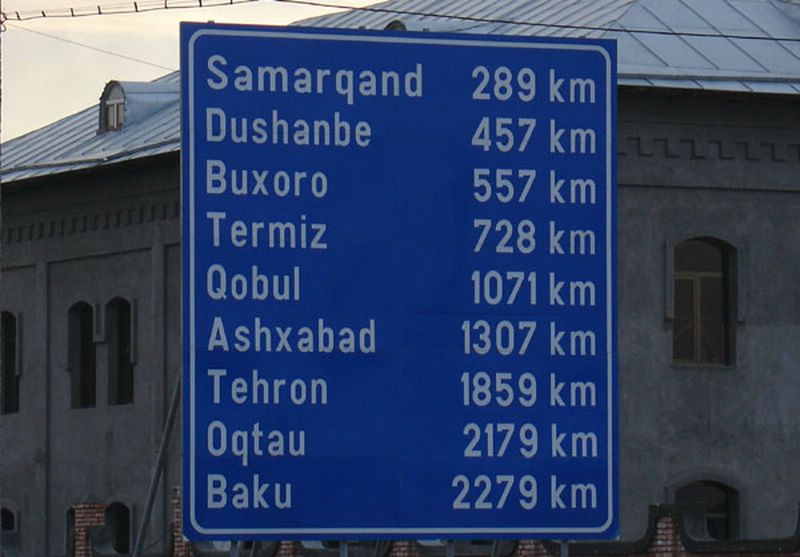 Samarqand 289 km
Dushanbe 457 km
Buxoro 557 km
Termiz 728 km
Qobul 1071 km
Ashxabad 1307 km
Tehron 1859 km
Oqtau 2179 km
Baku 2279 km